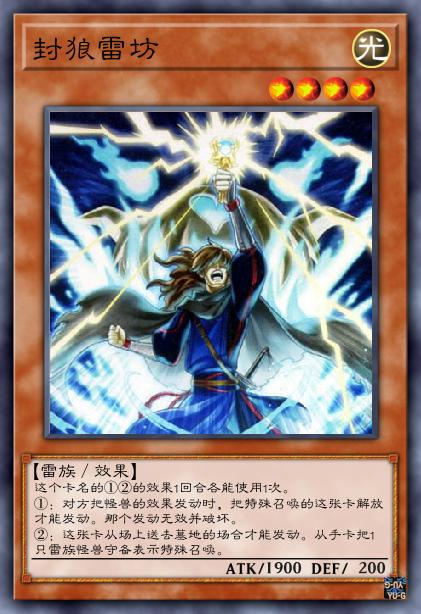 封狼雷坊
光
【雷族／效果】
这个卡名的①②的效果1回合各能使用1次。
①：对方把怪兽的效果发动时，把特殊召唤的这张卡解放
才能发动。那个发动无效并破坏。
②：这张卡从场上送去墓地的场合才能发动。从手卡把1
只雷族怪兽守备表示特殊召唤。
ATK/1900 DEF/ 200